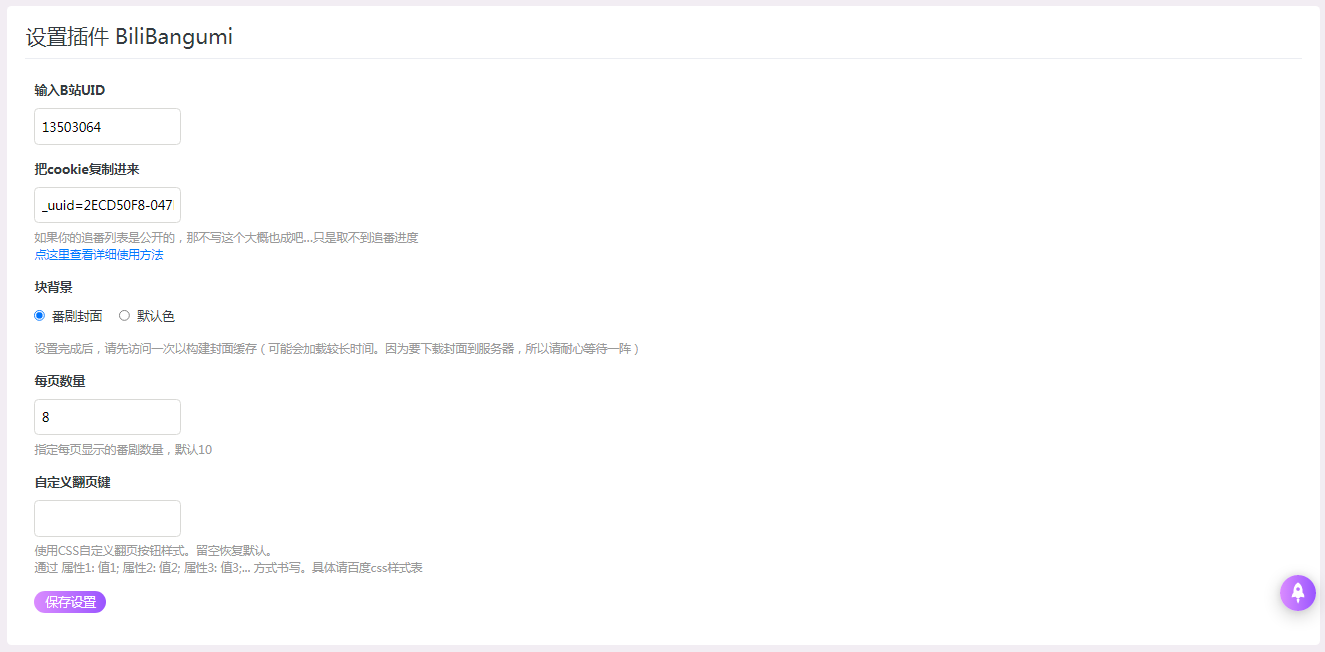 设置插件 BiliBangumi
输入B站UID
13503064
把cookie复制进来
_uuid=2ECD50F8-047
如果你的追番列表是公开的，那不写这个大概也成吧...只是取不到追番进度
点这里查看详细使用方法
块背景
番剧封面 默认色
设置完成后，请先访问一次以构建封面缓存（可能会加载较长时间。因为要下载封面到服务器，所以请耐心等待一阵）
每页数量
8
指定每页显示的番剧数量，默认10
自定义翻页键
使用CSS自定义翻页按钮样式。留空恢复默认。
通过 属性1: 值1; 属性2: 值2; 属性3: 值3;... 方式书写。具体请百度css样式表
保存设置